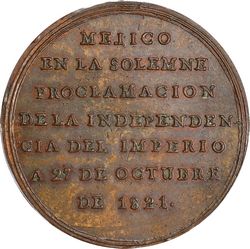 MEJICO
EN LA SOLEMNE
PROCLAMACION
DE LA INDEPENDEN-
CIA DEL IMPERIO
A 27 DE OCTUBRE
DE 1821.